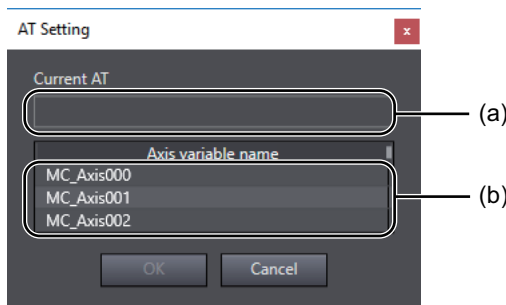 AT Setting
x
Current AT
(a)
Axis variable name
MC_Axis000
MC_Axis001
(b)
MC_Axis002
OK
Cancel